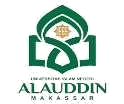 UNIVERSITAS ISLAM NEGERI
ALAUDDIN
MAKASSAR